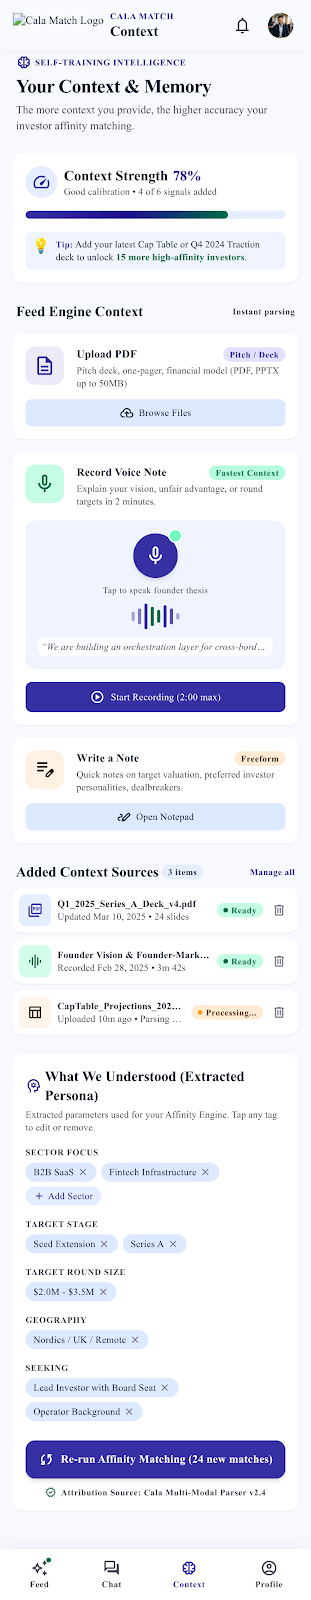 Cala Match Logo
CALA MATCH
Context
SELF-TRAINING INTELLIGENCE
Your Context & Memory
The more context you provide, the higher accuracy your
investor affinity matching.
Context Strength 78%
Good calibration • 4 of 6 signals added
Tip: Add your latest Cap Table or Q4 2024 Traction
deck to unlock 15 more high-affinity investors.
Feed Engine Context
Instant parsing
Upload PDF
Pitch / Deck
Pitch deck, one-pager, financial model (PDF, PPTX
up to 50MB)
Browse Files
Record Voice Note
Fastest Context
Explain your vision, unfair advantage, or round
targets in 2 minutes.
Tap to speak founder thesis
"We are building an orchestration layer for cross-bord…
Start Recording (2:00 max)
Write a Note
Freeform
Quick notes on target valuation, preferred investor
personalities, dealbreakers.
Open Notepad
Added Context Sources
3 items
Manage all
Q1_2025_Series_A_Deck_v4.pdf
Updated Mar 10, 2025 • 24 slides
Ready
Founder Vision & Founder-Mark…
Recorded Feb 28, 2025 • 3m 42s
Ready
CapTable_Projections_202…
Uploaded 10m ago • Parsing …
Processing...
What We Understood (Extracted
Persona)
Extracted parameters used for your Affinity Engine. Tap any tag
to edit or remove.
SECTOR FOCUS
B2B SaaS ×
Fintech Infrastructure ×
+ Add Sector
TARGET STAGE
Seed Extension ×
Series A ×
TARGET ROUND SIZE
$2.0M - $3.5M ×
GEOGRAPHY
Nordics / UK / Remote ×
SEEKING
Lead Investor with Board Seat ×
Operator Background ×
Re-run Affinity Matching (24 new matches)
Attribution Source: Cala Multi-Modal Parser v2.4
Feed
Chat
Context
Profile